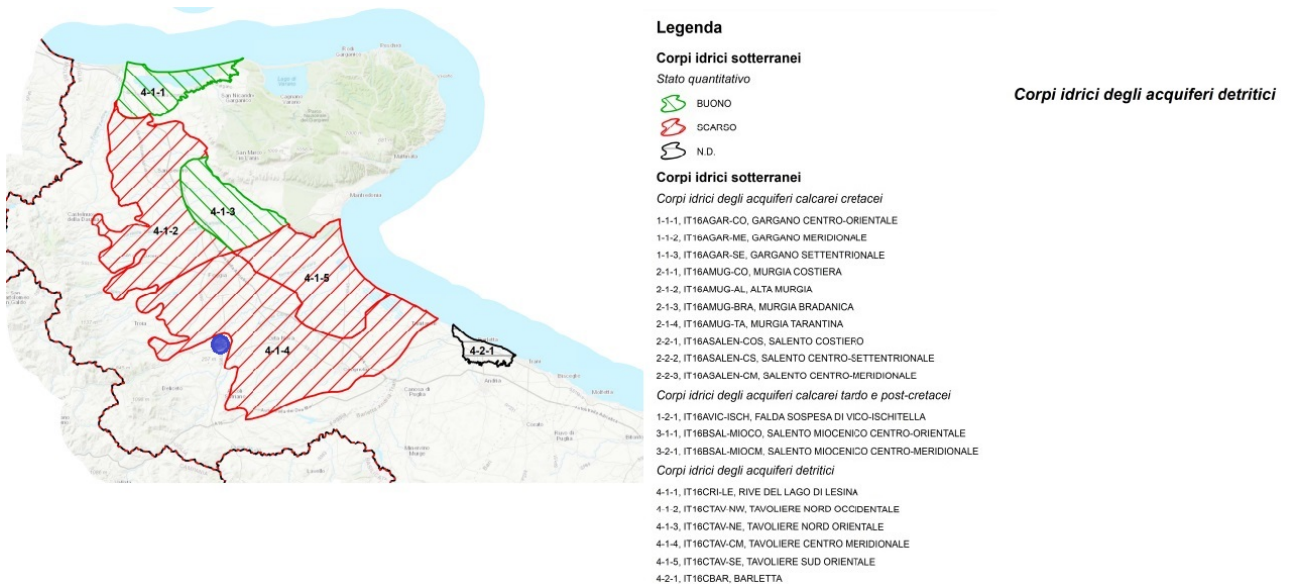 4-1-1
4-1-3
4-1-2
4-1-5
4-1-4
4-2-1
Manfredonia
Foggia
Troia
Andria
Trani
Bisceglie
Molfetta
Corato
Lavello
Legenda
Corpi idrici sotterranei
Stato quantitativo
BUONO
SCARSO
N.D.
Corpi idrici sotterranei
Corpi idrici degli acquiferi calcarei cretacei
1-1-1, IT16AGAR-CO, GARGANO CENTRO-ORIENTALE
1-1-2, IT16AGAR-ME, GARGANO MERIDIONALE
1-1-3, IT16AGAR-SE, GARGANO SETTENTRIONALE
2-1-1, IT16AMUG-CO, MURGIA COSTIERA
2-1-2, IT16AMUG-AL, ALTA MURGIA
2-1-3, IT16AMUG-BRA, MURGIA BRADANICA
2-1-4, IT16AMUG-TA, MURGIA TARANTINA
2-2-1, IT16ASALEN-COS, SALENTO COSTIERO
2-2-2, IT16ASALEN-CS, SALENTO CENTRO-SETTENTRIONALE
2-2-3, IT16ASALEN-CM, SALENTO CENTRO-MERIDIONALE
Corpi idrici degli acquiferi calcarei tardo e post-cretacei
1-2-1, IT16AVIC-ISCH, FALDA SOSPESA DI VICO-ISCHITELLA
3-1-1, IT16BSAL-MIOCO, SALENTO MIOCENICO CENTRO-ORIENTALE
3-2-1, IT16BSAL-MIOCM, SALENTO MIOCENICO CENTRO-MERIDIONALE
Corpi idrici degli acquiferi detritici
4-1-1, IT16CRI-LE, RIVE DEL LAGO DI LESINA
4-1-2, IT16CTAV-NW, TAVOLIERE NORD OCCIDENTALE
4-1-3, IT16CTAV-NE, TAVOLIERE NORD ORIENTALE
4-1-4, IT16CTAV-CM, TAVOLIERE CENTRO MERIDIONALE
4-1-5, IT16CTAV-SE, TAVOLIERE SUD ORIENTALE
4-2-1, IT16CBAR, BARLETTA
Corpi idrici degli acquiferi detritici